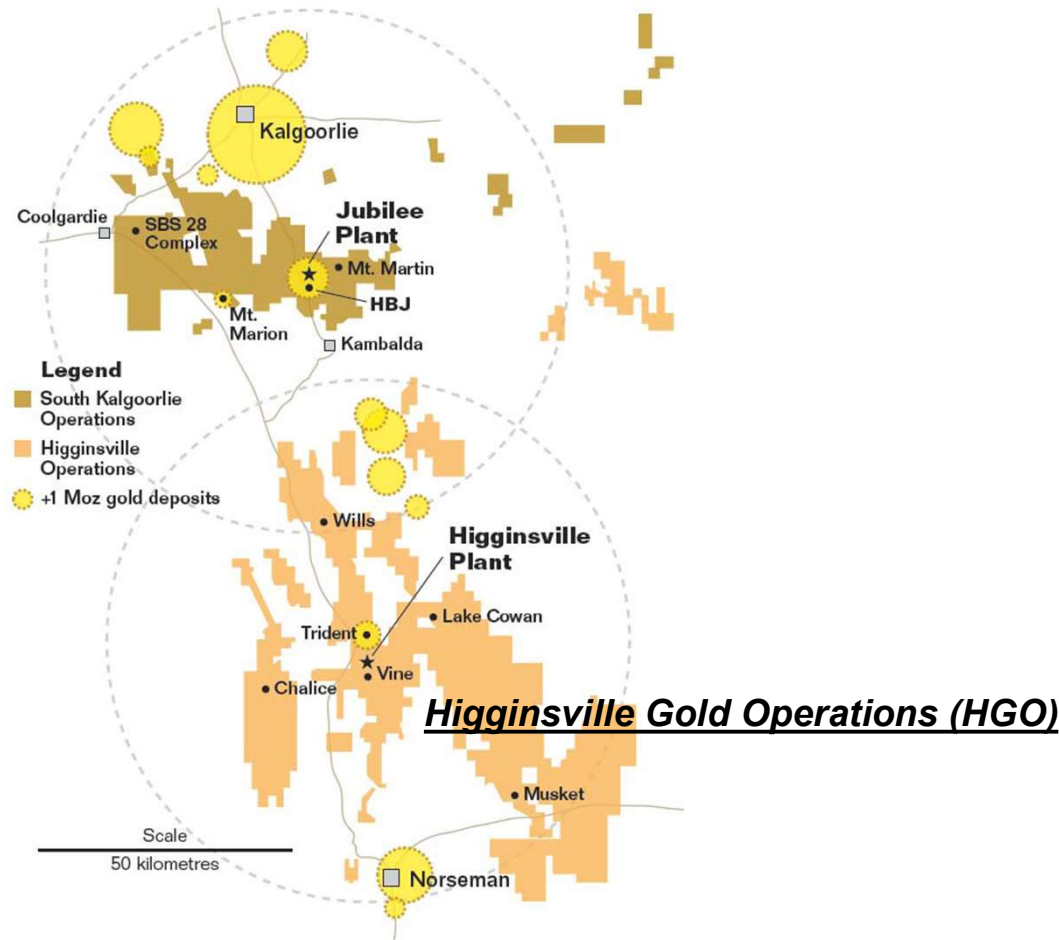 Kalgoorlie
Jubilee
Plant
Coolgardie
SBS 28
Complex
Mt. Martin
HBJ
Mt.
Marion
Kambalda
Legend
South Kalgoorlie
Operations
Higginsville
Operations
+1 Moz gold deposits
Wills
Higginsville
Plant
Lake Cowan
Trident
Vine
Chalice
Higginsville Gold Operations (HGO)
Musket
Scale
50 kilometres
Norseman